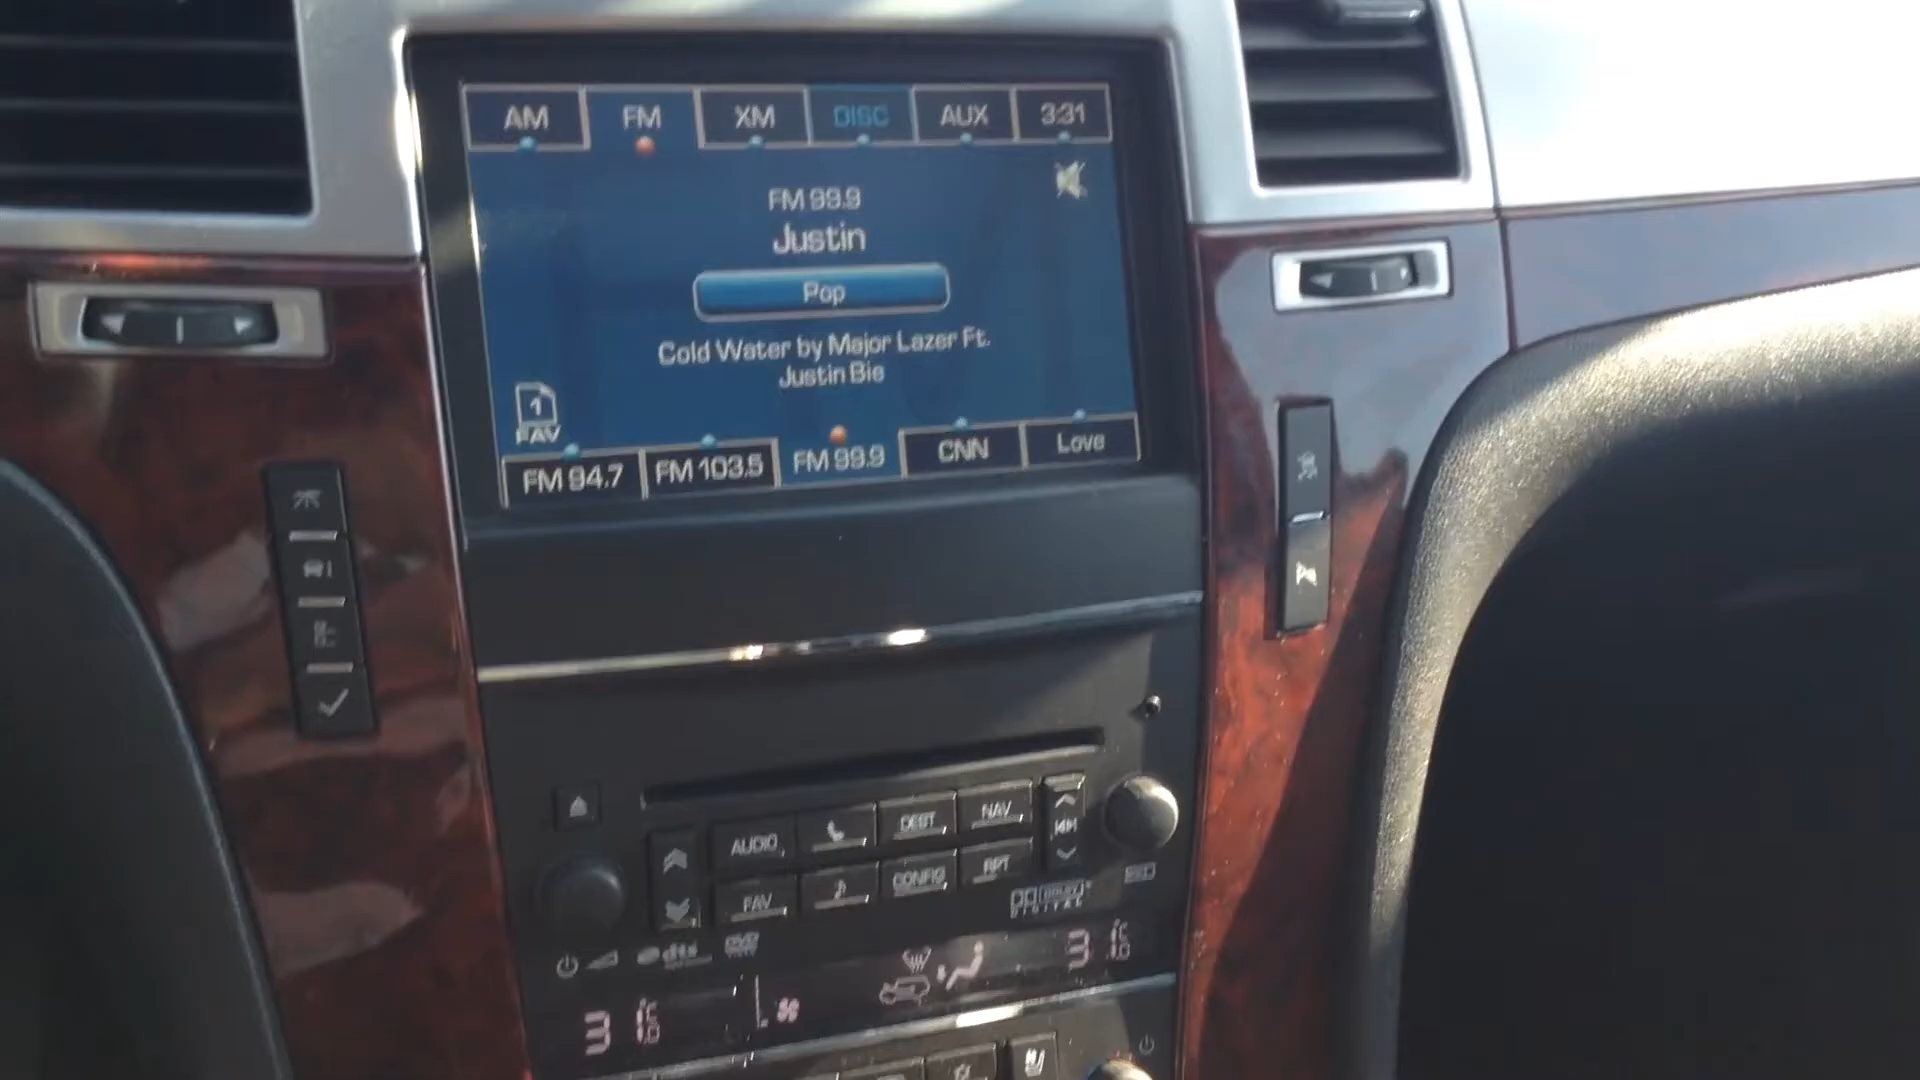 AM FM XM DISC AUX 3:31
FM 99.9
Justin
Pop
Cold Water by Major Lazer Ft.
Justin Bie
1
FAV
FM 94.7 FM 103.5 FM 99.9 CNN Love
AUDIO DEST NAV
FAV CONFIG RPT
dts DVD DIGITAL